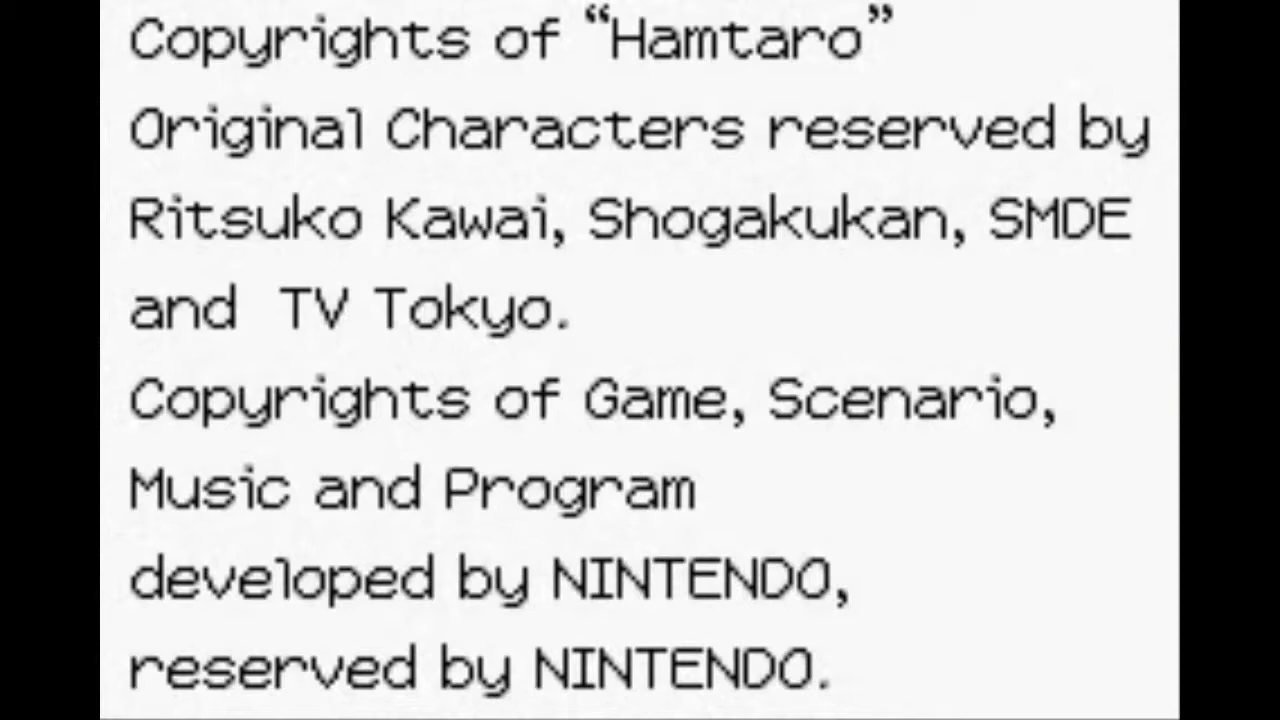 Copyrights of “Hamtaro”
Original Characters reserved by
Ritsuko Kawai, Shogakukan, SMDE
and  TV Tokyo.
Copyrights of Game, Scenario,
Music and Program
developed by NINTENDO,
reserved by NINTENDO.